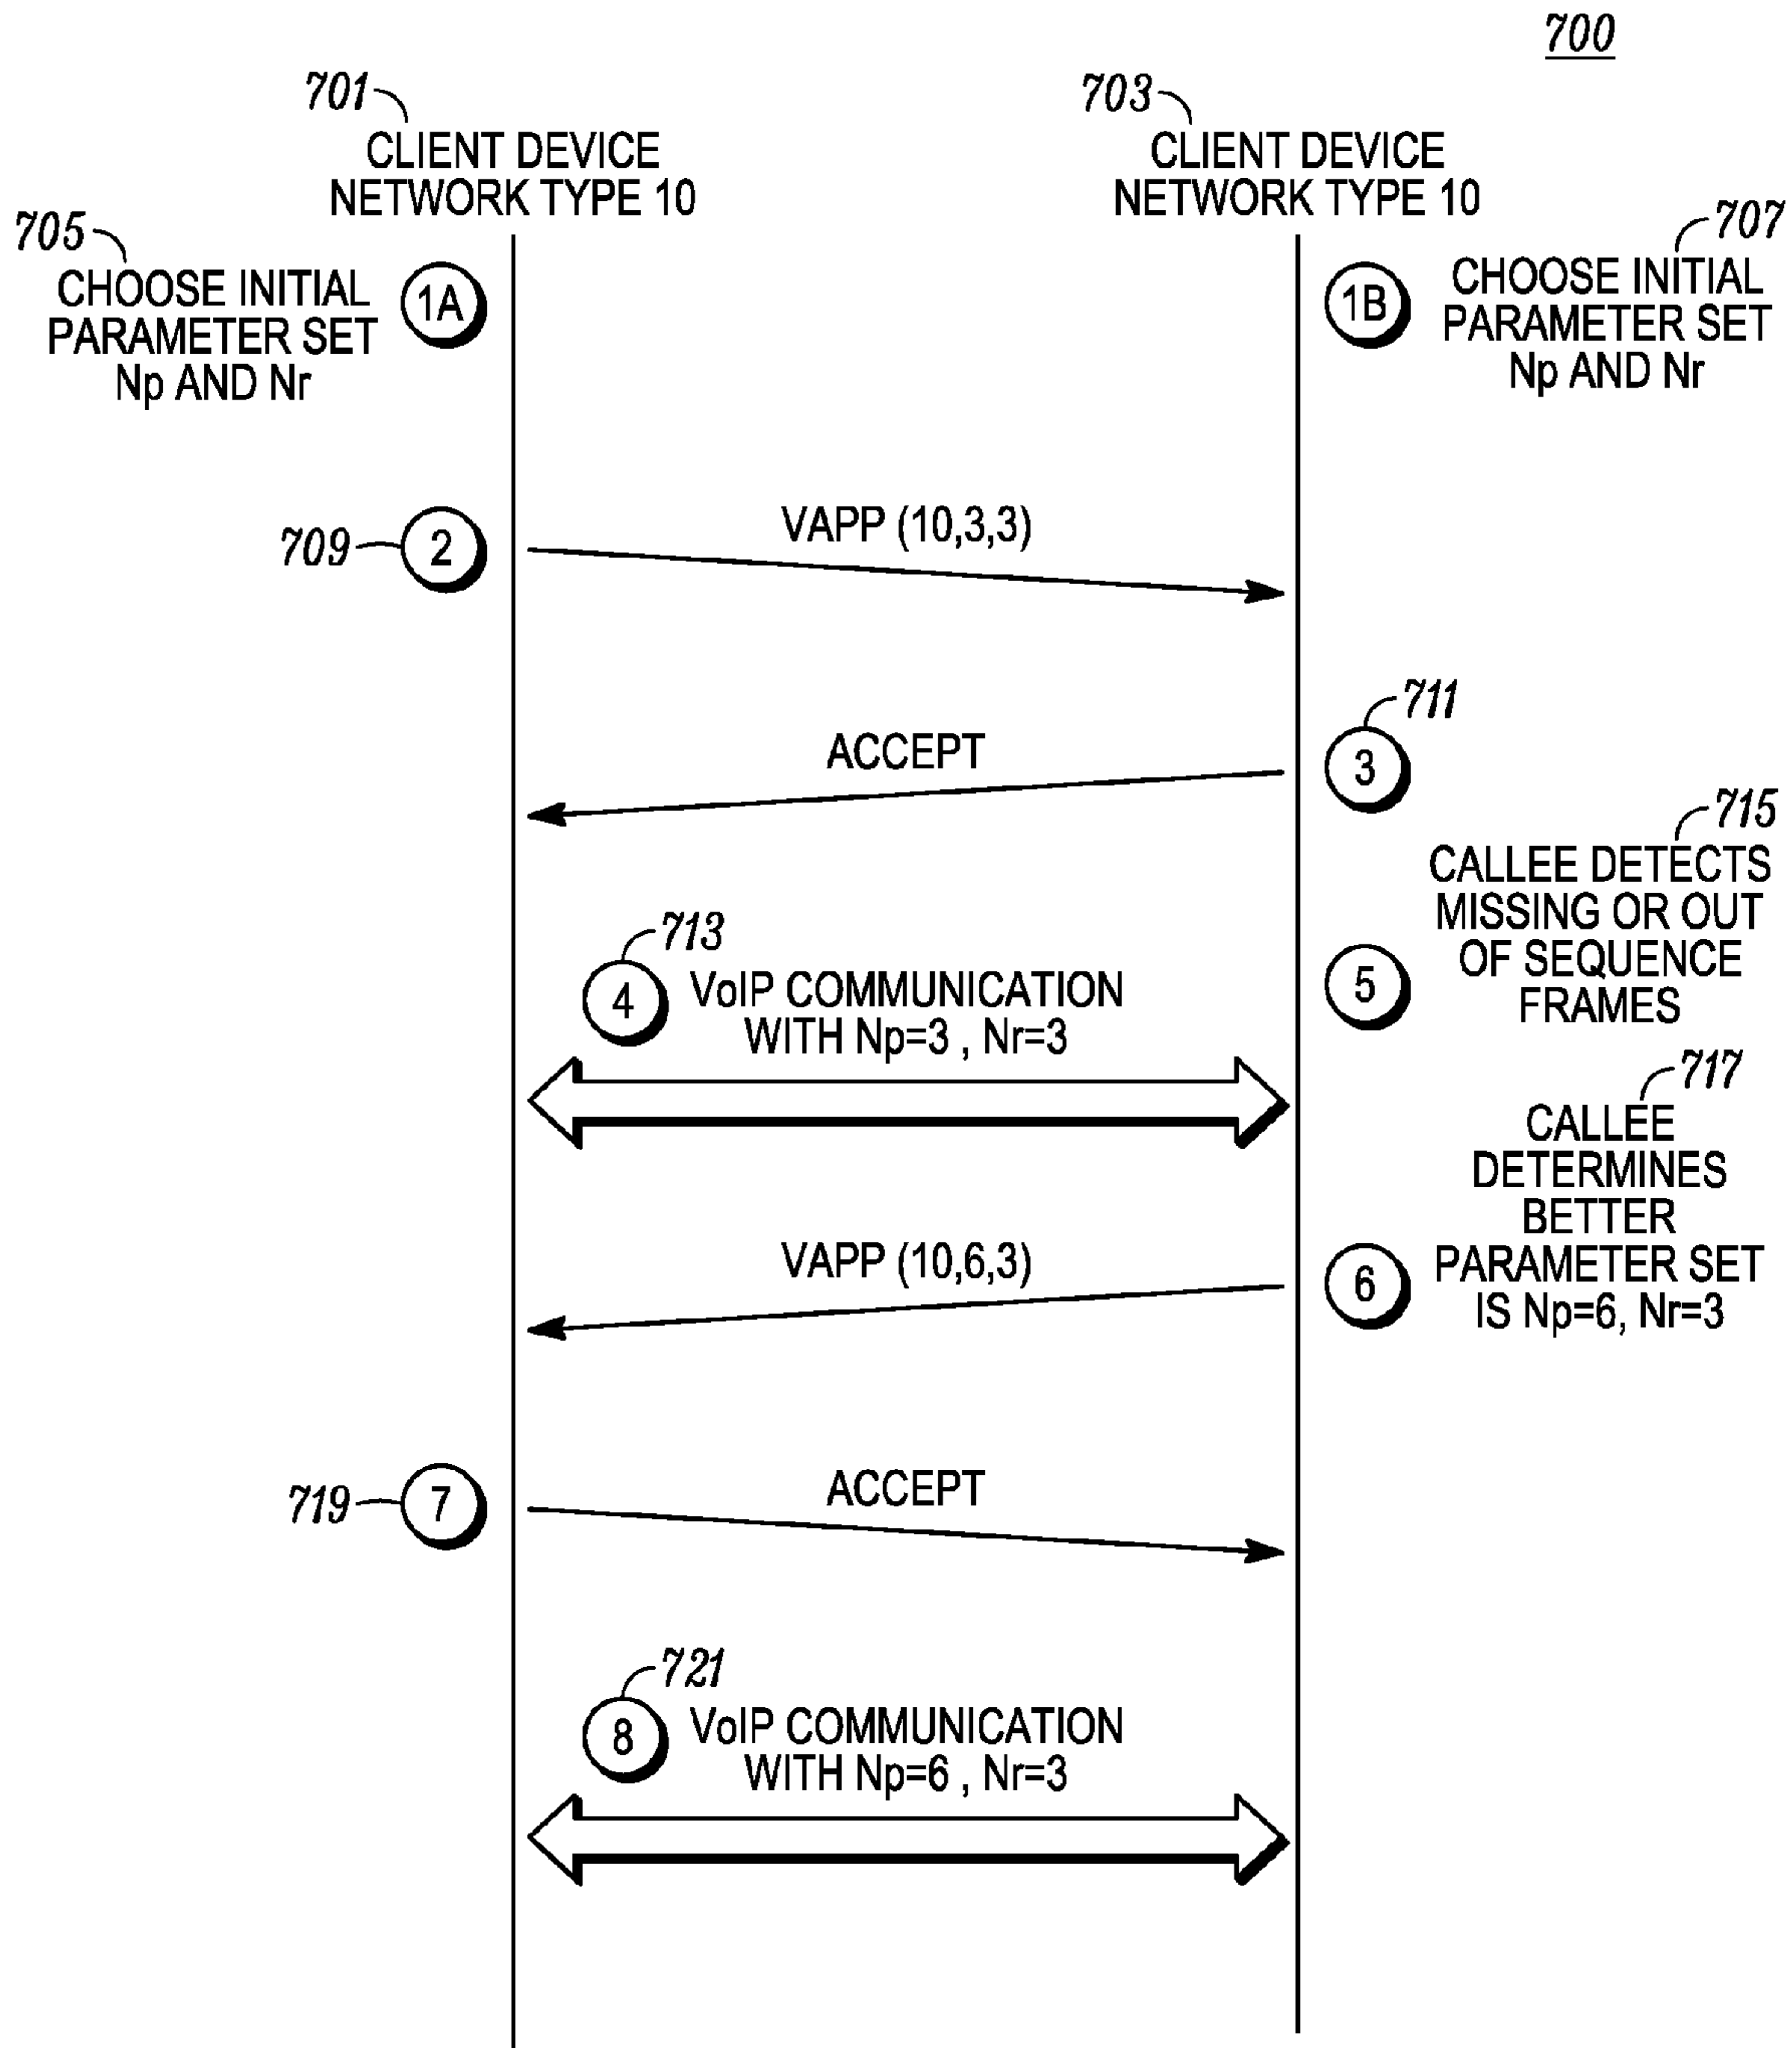 700
701
703
CLIENT DEVICE
NETWORK TYPE 10
CLIENT DEVICE
NETWORK TYPE 10
705
CHOOSE INITIAL
PARAMETER SET
Np AND Nr
1A
1B
707
CHOOSE INITIAL
PARAMETER SET
Np AND Nr
709
2
VAPP (10,3,3)
711
ACCEPT
3
715
CALLEE DETECTS
MISSING OR OUT
OF SEQUENCE
FRAMES
5
713
4
VoIP COMMUNICATION
WITH Np=3 , Nr=3
717
CALLEE
DETERMINES
BETTER
PARAMETER SET
IS Np=6, Nr=3
6
VAPP (10,6,3)
719
7
ACCEPT
721
8
VoIP COMMUNICATION
WITH Np=6 , Nr=3